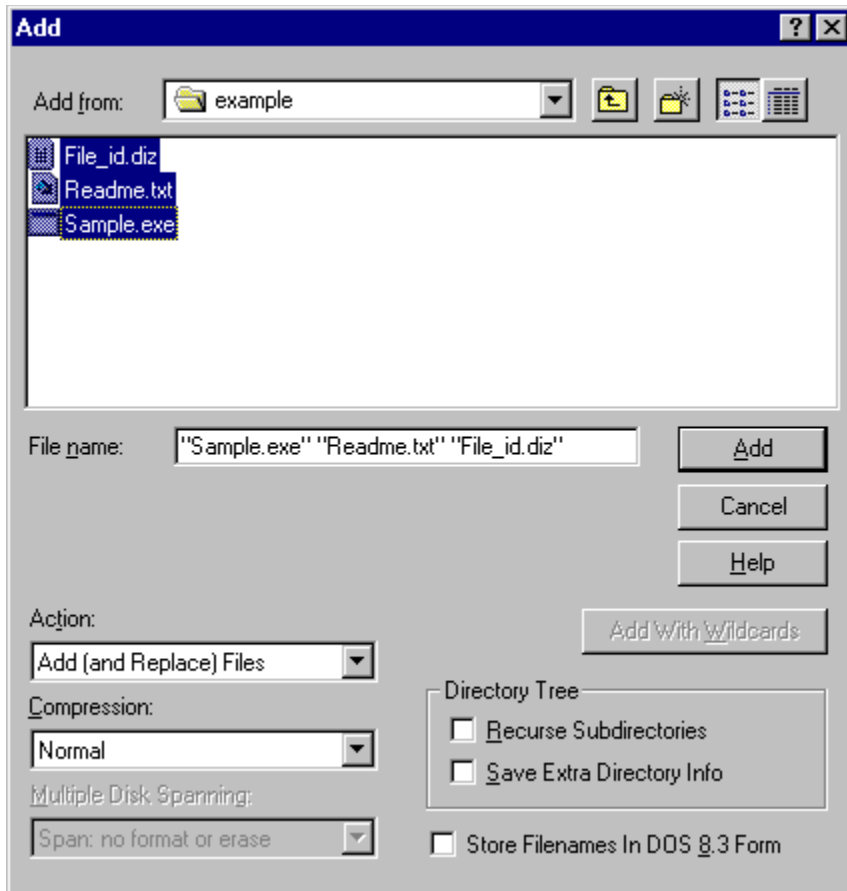 Add
Add from: example
File_id.diz
Readme.txt
Sample.exe
File name: "Sample.exe" "Readme.txt" "File_id.diz"
Add
Cancel
Help
Action:
Add With Wildcards
Add (and Replace) Files
Directory Tree
Compression:
Recurse Subdirectories
Normal
Save Extra Directory Info
Multiple Disk Spanning:
Span: no format or erase
Store Filenames In DOS 8.3 Form